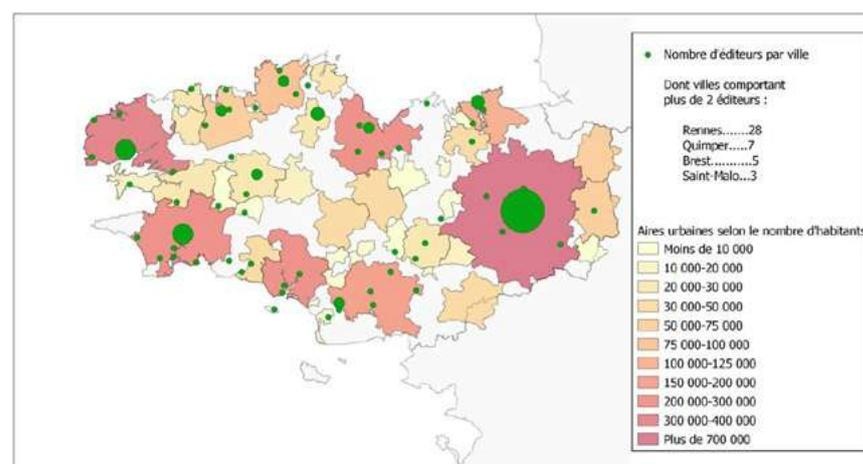 Nombre d'éditeurs par ville
Dont villes comportant
plus de 2 éditeurs :
Rennes.......28
Quimper.....7
Brest...........5
Saint-Malo...3
Aires urbaines selon le nombre d'habitants
Moins de 10 000
10 000-20 000
20 000-30 000
30 000-50 000
50 000-75 000
75 000-100 000
100 000-125 000
150 000-200 000
200 000-300 000
300 000-400 000
Plus de 700 000